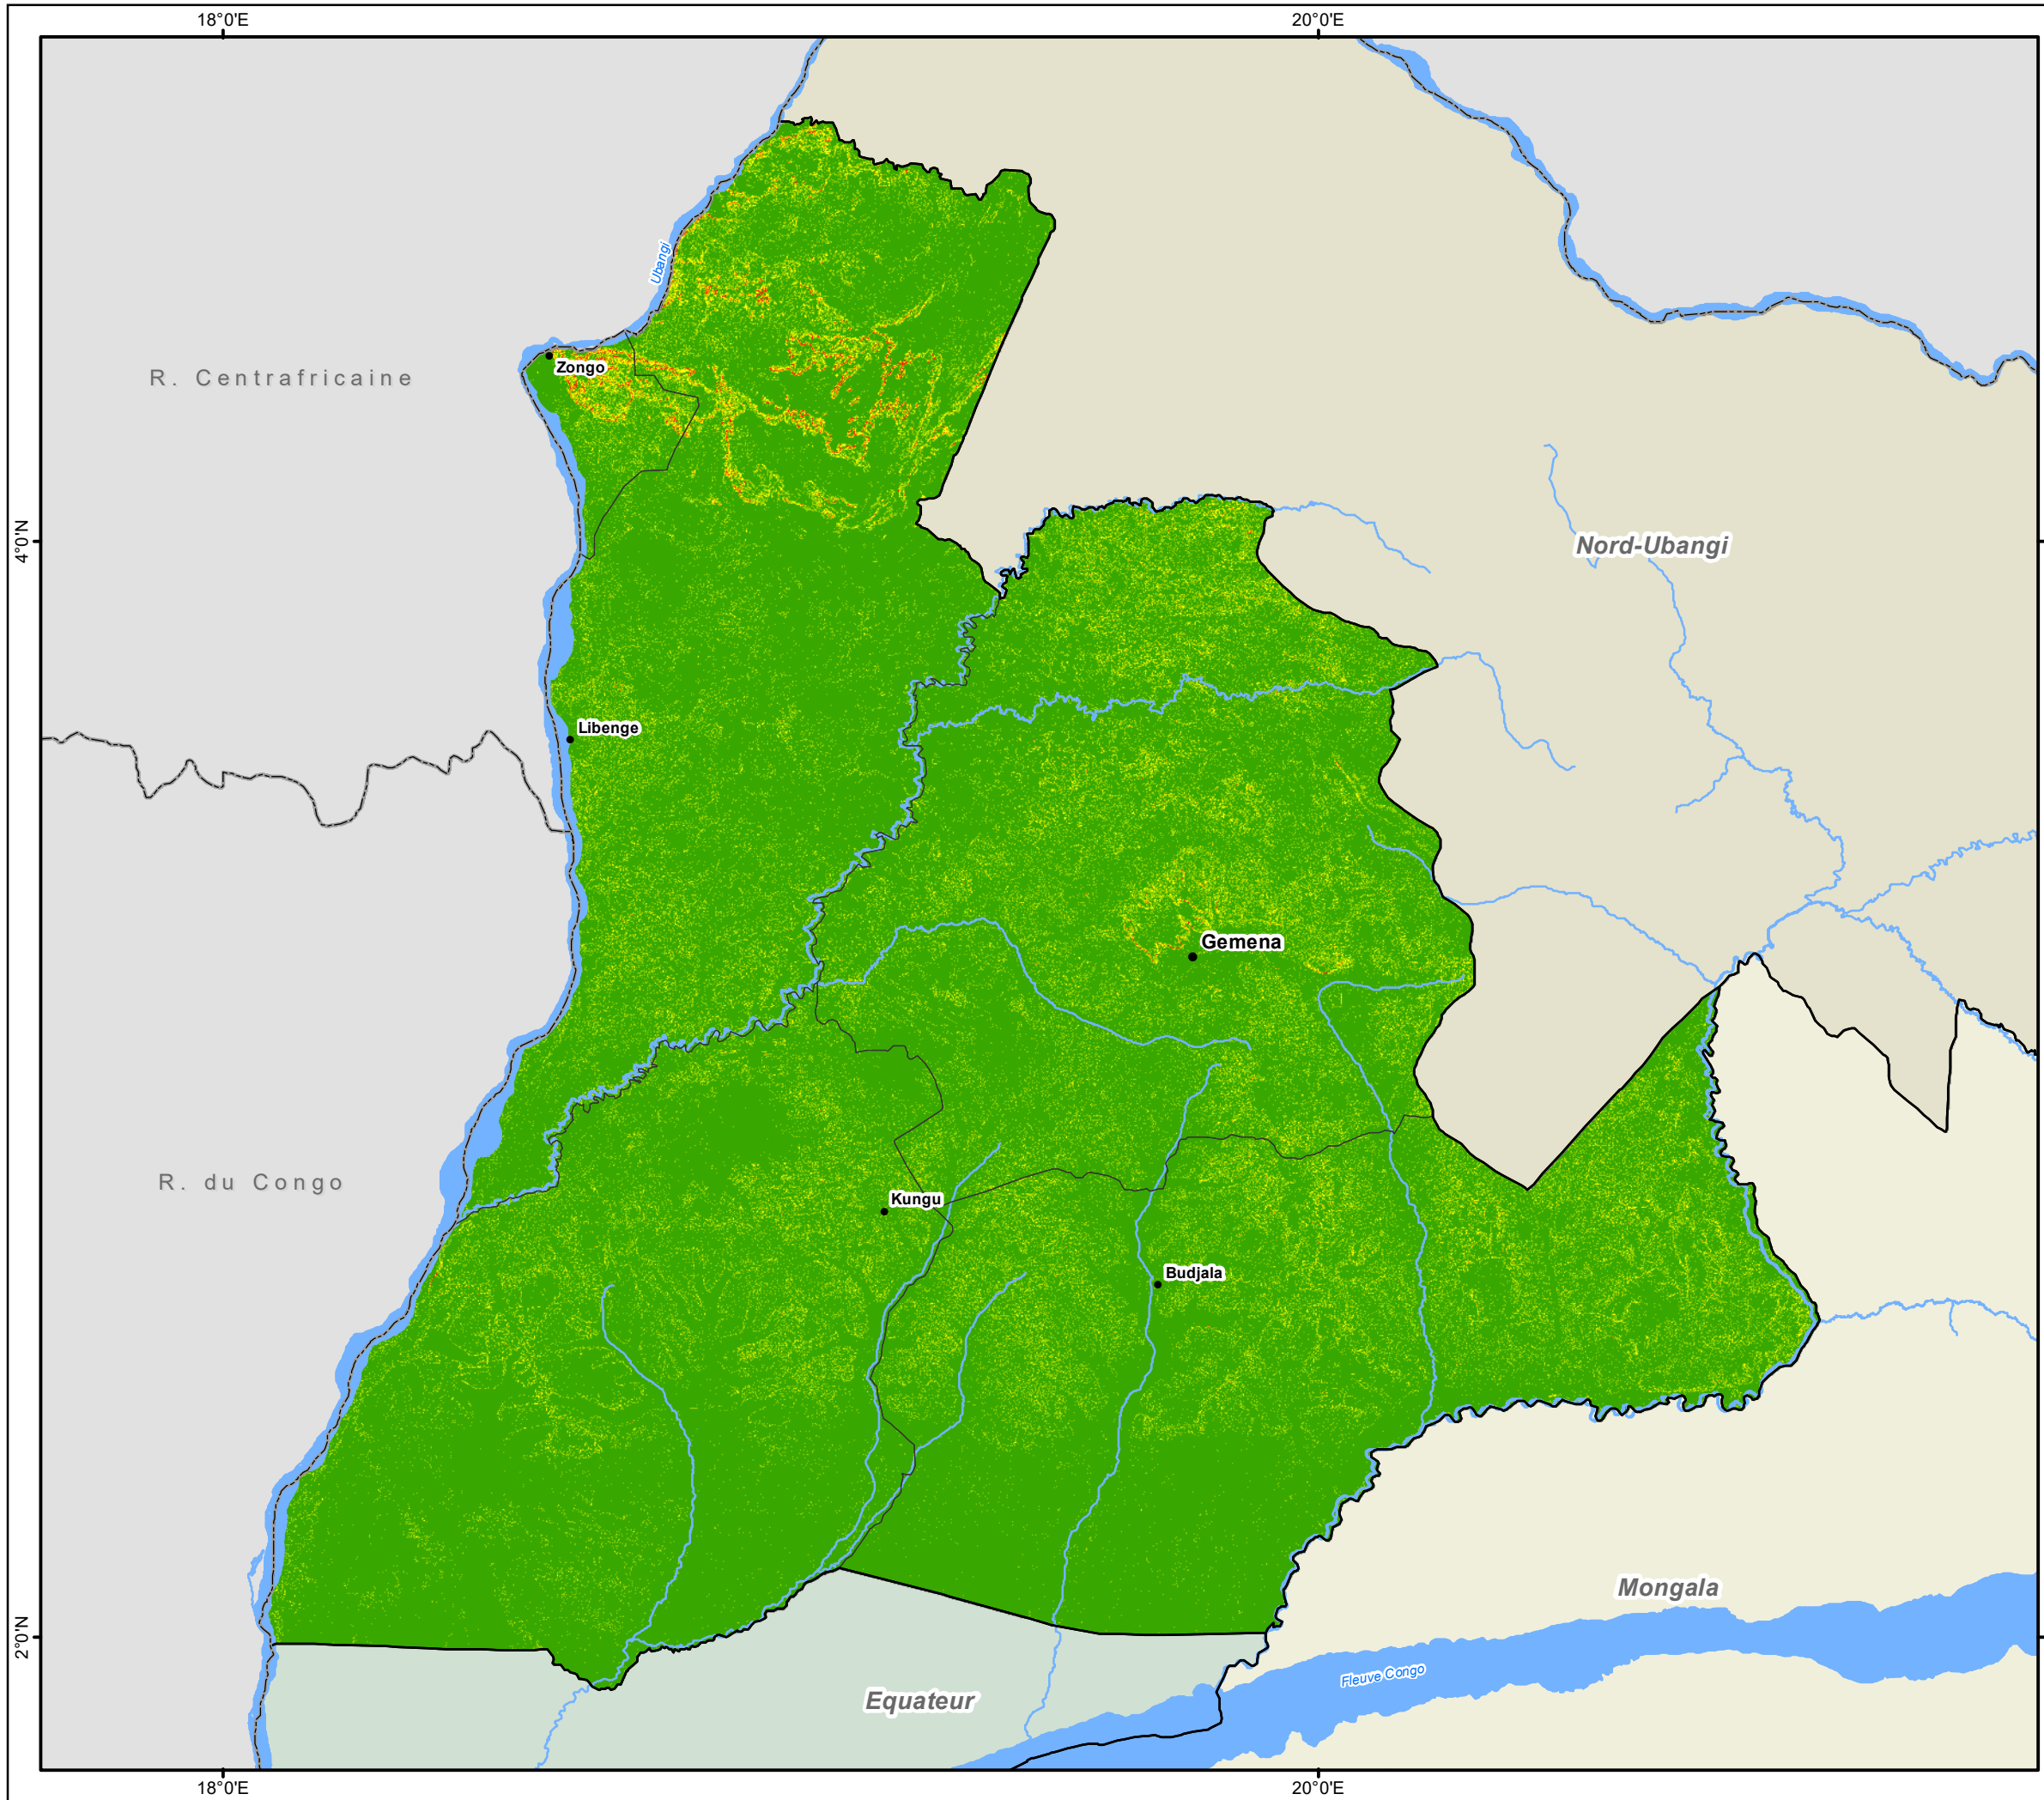 18°0'E
20°0'E
Ubangi
R. Centrafricaine
Zongo
4°0'N
Nord-Ubangi
Libenge
Gemena
R. du Congo
Kungu
Budjala
Mongala
2°0'N
Fleuve Congo
Equateur
18°0'E
20°0'E